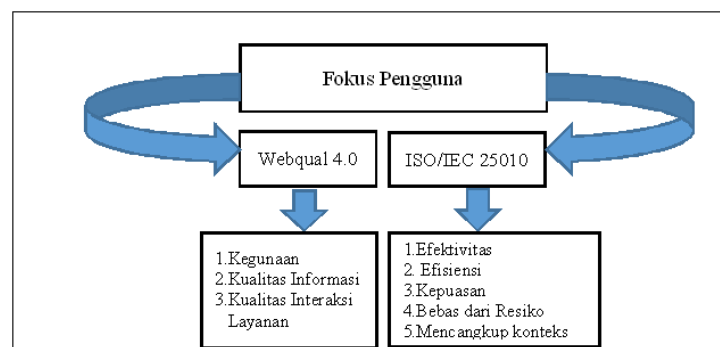 Fokus Pengguna
Webqual 4.0
ISO/IEC 25010
1.Kegunaan
2.Kualitas Informasi
3.Kualitas Interaksi
Layanan
1.Efektivitas
2. Efisiensi
3.Kepuasan
4.Bebas dari Resiko
5.Mencangkup konteks